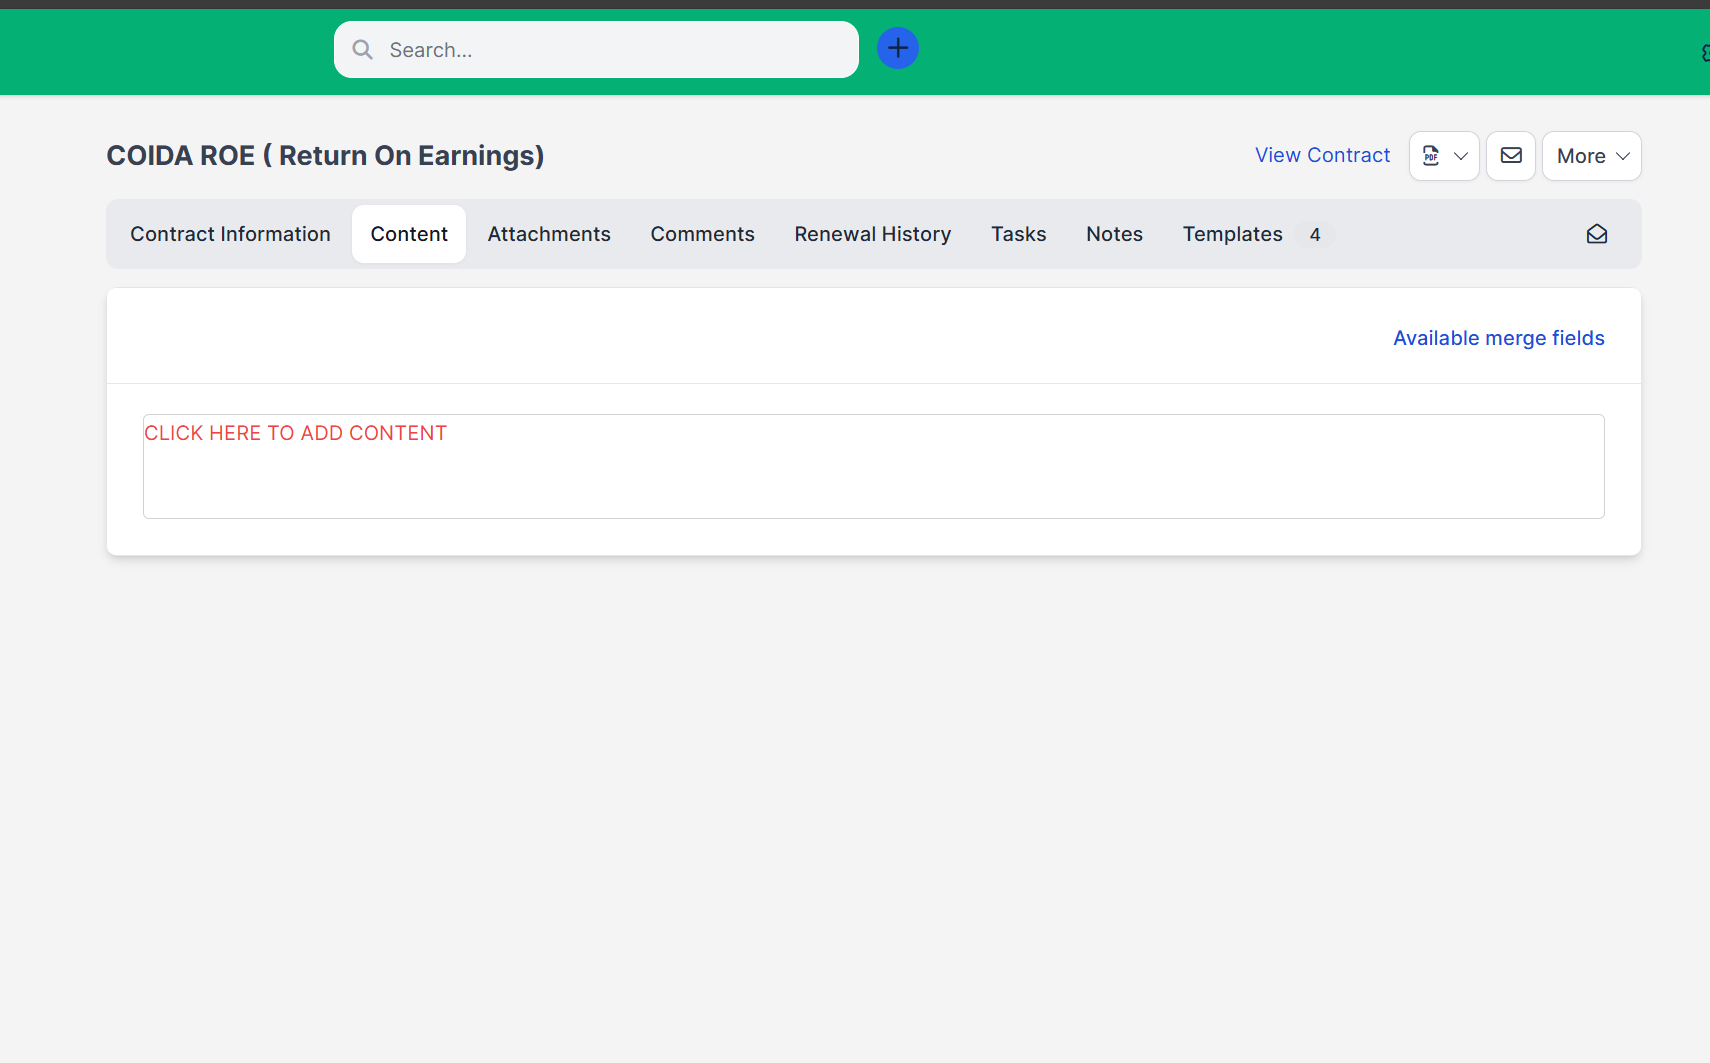 Search...
COIDA ROE ( Return On Earnings)
View Contract
PDF
More
Contract Information
Content
Attachments
Comments
Renewal History
Tasks
Notes
Templates 4
Available merge fields
CLICK HERE TO ADD CONTENT